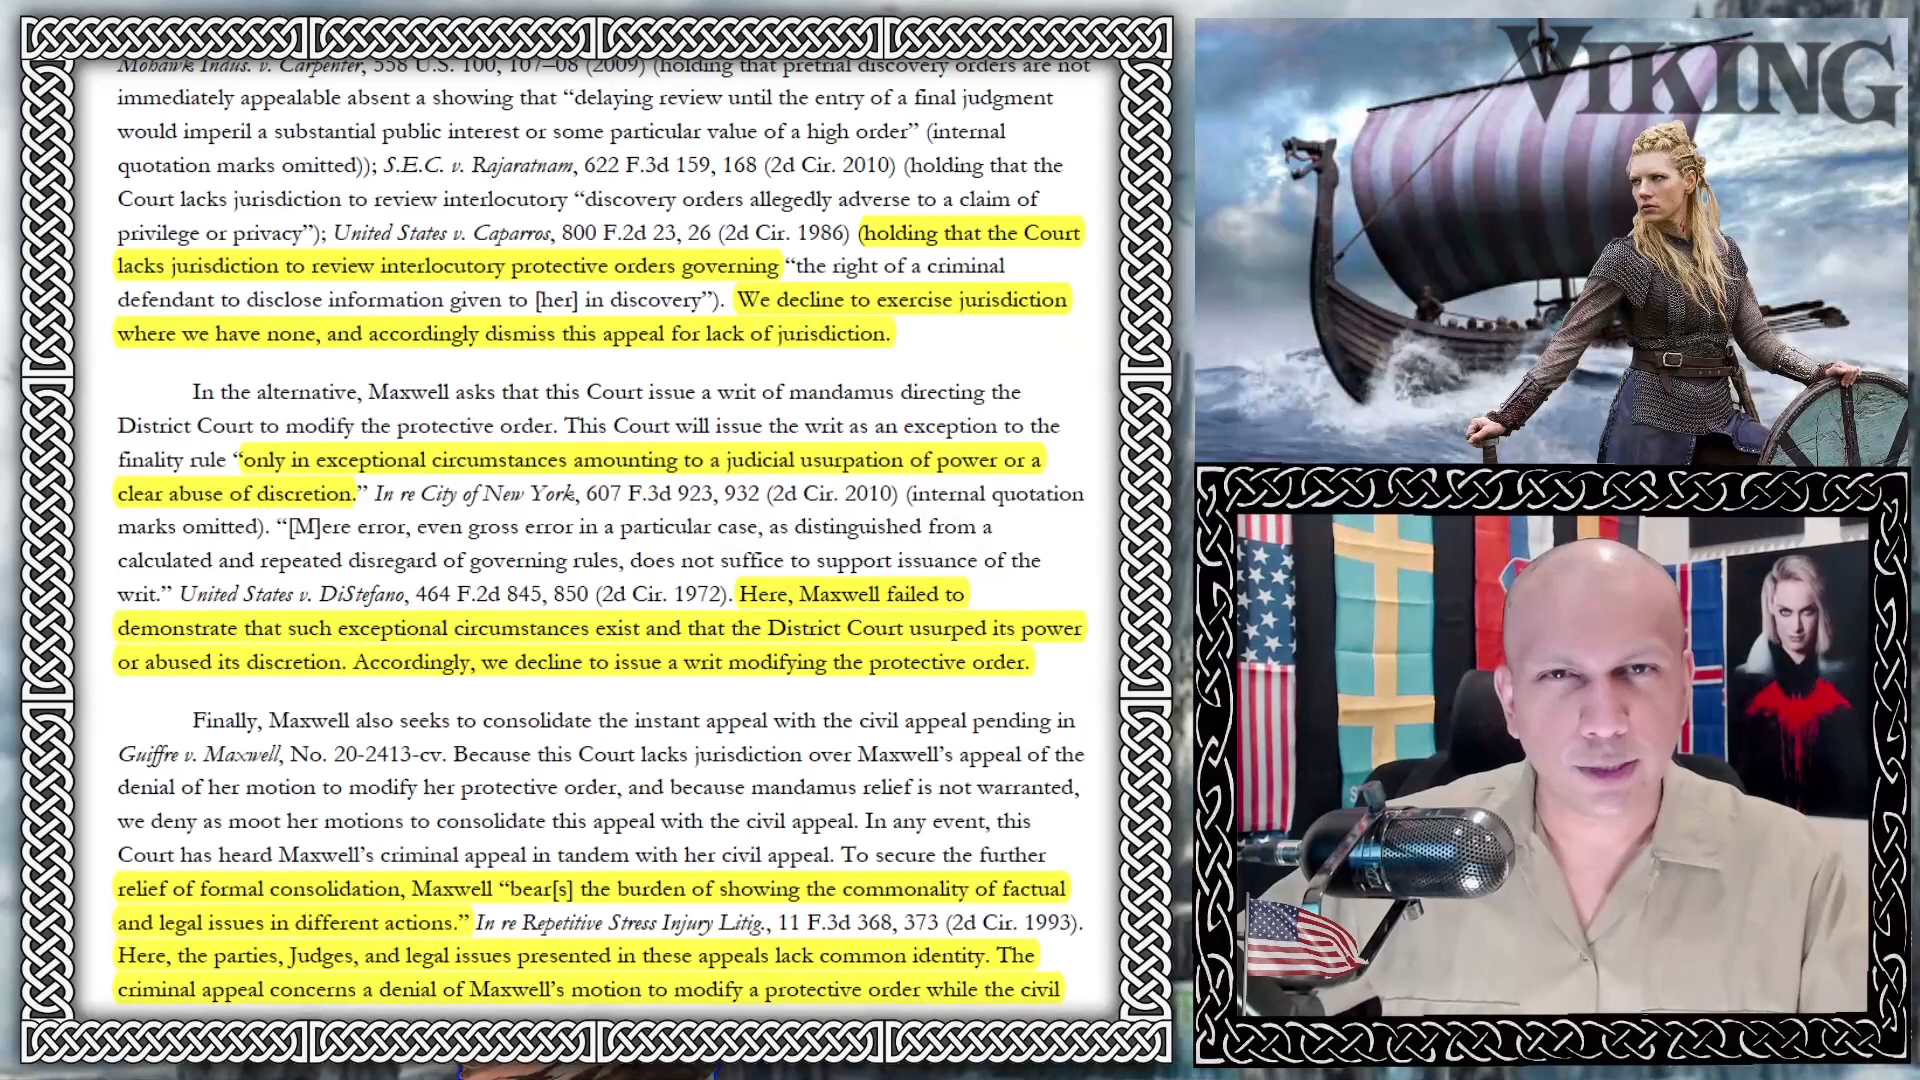 Mohawk Indus. v. Carpenter, 558 U.S. 100, 107–08 (2009) (holding that pretrial discovery orders are not
immediately appealable absent a showing that “delaying review until the entry of a final judgment
would imperil a substantial public interest or some particular value of a high order” (internal
quotation marks omitted)); S.E.C. v. Rajaratnam, 622 F.3d 159, 168 (2d Cir. 2010) (holding that the
Court lacks jurisdiction to review interlocutory “discovery orders allegedly adverse to a claim of
privilege or privacy”); United States v. Caparros, 800 F.2d 23, 26 (2d Cir. 1986) (holding that the Court
lacks jurisdiction to review interlocutory protective orders governing “the right of a criminal
defendant to disclose information given to [her] in discovery”). We decline to exercise jurisdiction
where we have none, and accordingly dismiss this appeal for lack of jurisdiction.
In the alternative, Maxwell asks that this Court issue a writ of mandamus directing the
District Court to modify the protective order. This Court will issue the writ as an exception to the
finality rule “only in exceptional circumstances amounting to a judicial usurpation of power or a
clear abuse of discretion.” In re City of New York, 607 F.3d 923, 932 (2d Cir. 2010) (internal quotation
marks omitted). “[M]ere error, even gross error in a particular case, as distinguished from a
calculated and repeated disregard of governing rules, does not suffice to support issuance of the
writ.” United States v. DiStefano, 464 F.2d 845, 850 (2d Cir. 1972). Here, Maxwell failed to
demonstrate that such exceptional circumstances exist and that the District Court usurped its power
or abused its discretion. Accordingly, we decline to issue a writ modifying the protective order.
Finally, Maxwell also seeks to consolidate the instant appeal with the civil appeal pending in
Guiffre v. Maxwell, No. 20-2413-cv. Because this Court lacks jurisdiction over Maxwell’s appeal of the
denial of her motion to modify her protective order, and because mandamus relief is not warranted,
we deny as moot her motions to consolidate this appeal with the civil appeal. In any event, this
Court has heard Maxwell’s criminal appeal in tandem with her civil appeal. To secure the further
relief of formal consolidation, Maxwell “bear[s] the burden of showing the commonality of factual
and legal issues in different actions.” In re Repetitive Stress Injury Litig., 11 F.3d 368, 373 (2d Cir. 1993).
Here, the parties, Judges, and legal issues presented in these appeals lack common identity. The
criminal appeal concerns a denial of Maxwell’s motion to modify a protective order while the civil
VIKING